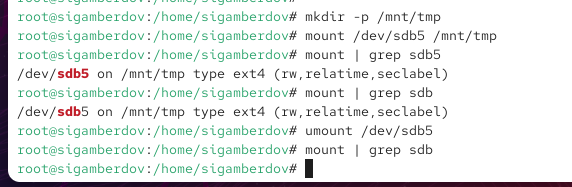 root@sigamberdov:/home/sigamberdov# mkdir -p /mnt/tmp
root@sigamberdov:/home/sigamberdov# mount /dev/sdb5 /mnt/tmp
root@sigamberdov:/home/sigamberdov# mount | grep sdb5
/dev/sdb5 on /mnt/tmp type ext4 (rw,relatime,seclabel)
root@sigamberdov:/home/sigamberdov# mount | grep sdb
/dev/sdb5 on /mnt/tmp type ext4 (rw,relatime,seclabel)
root@sigamberdov:/home/sigamberdov# umount /dev/sdb5
root@sigamberdov:/home/sigamberdov# mount | grep sdb
root@sigamberdov:/home/sigamberdov#